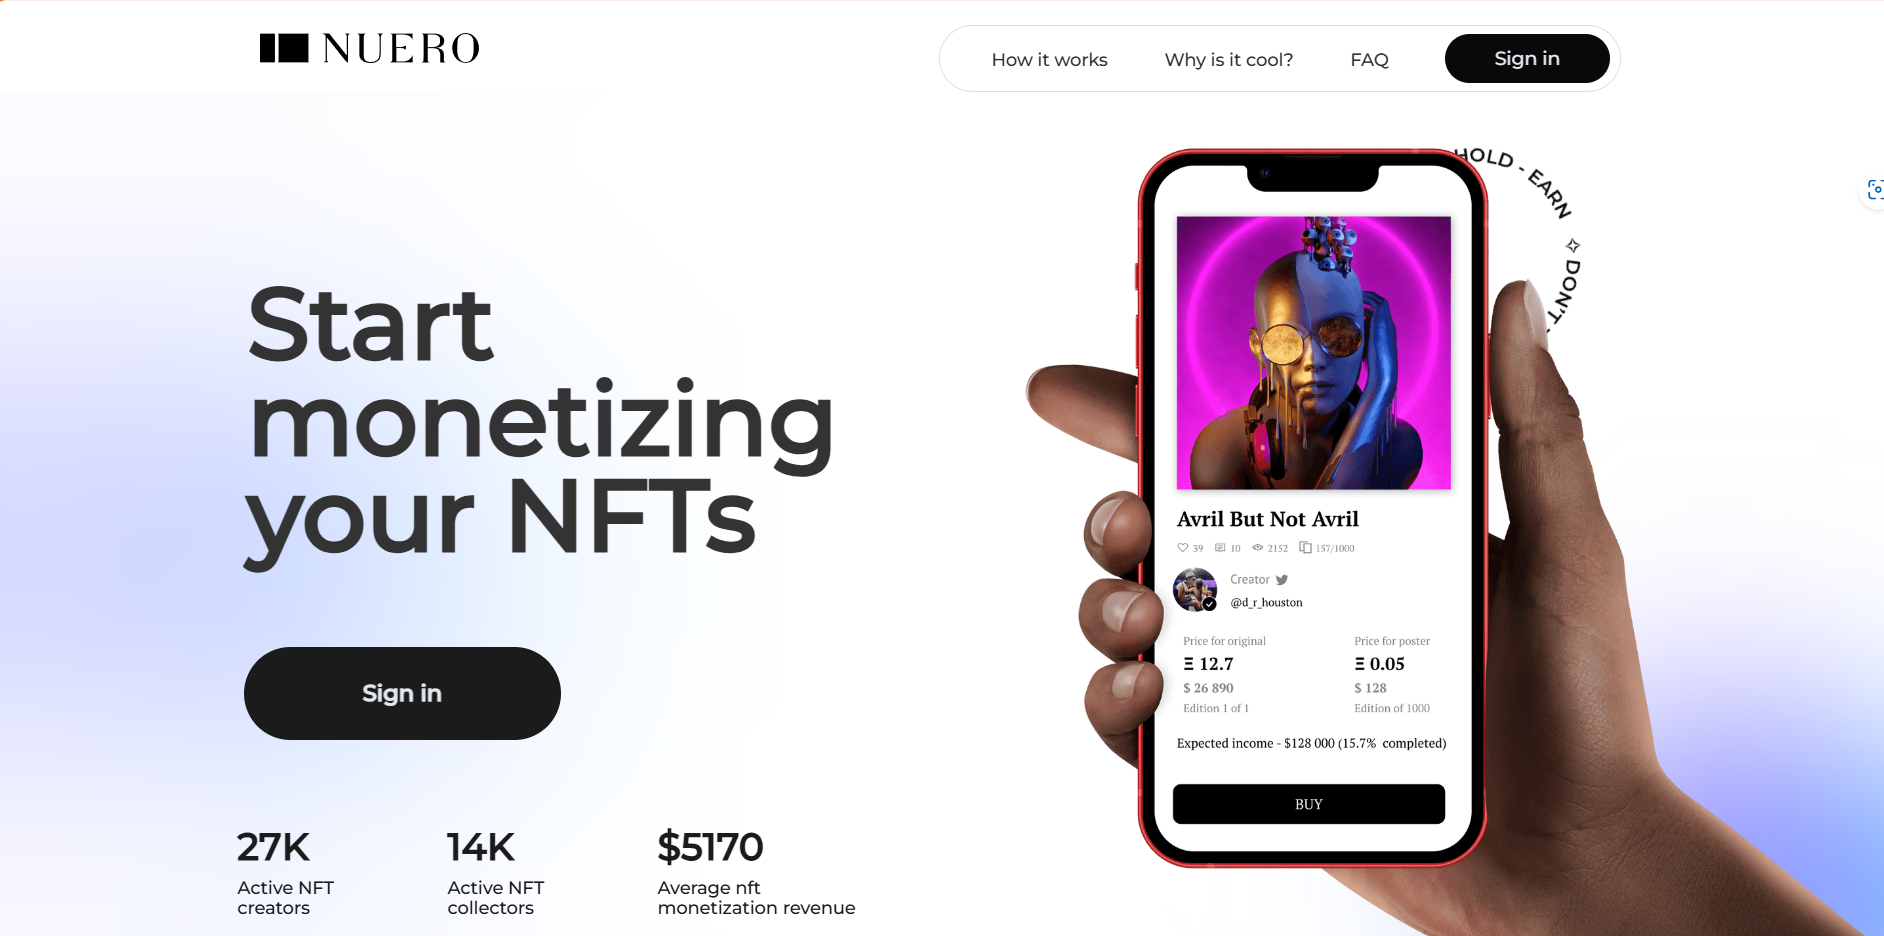 NUERO
How it works
Why is it cool?
FAQ
Sign in
HOLD - EARN ✧ DON'T -
Start
monetizing
your NFTs
Sign in
27K
Active NFT
creators
14K
Active NFT
collectors
$5170
Average nft
monetization revenue
Avril But Not Avril
39 10 2152 157/1000
Creator
@d_r_houston
Price for original
Ξ 12.7
$ 26 890
Edition 1 of 1
Price for poster
Ξ 0.05
$ 128
Edition of 1000
Expected income - $128 000 (15.7% completed)
BUY